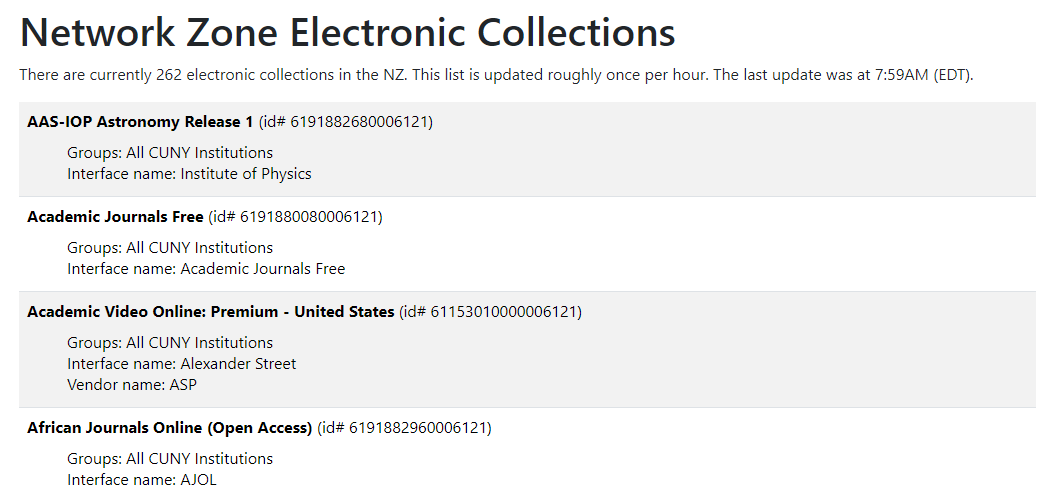 Network Zone Electronic Collections
There are currently 262 electronic collections in the NZ. This list is updated roughly once per hour. The last update was at 7:59AM (EDT).
AAS-IOP Astronomy Release 1 (id# 6191882680006121)
Groups: All CUNY Institutions
Interface name: Institute of Physics
Academic Journals Free (id# 6191880080006121)
Groups: All CUNY Institutions
Interface name: Academic Journals Free
Academic Video Online: Premium - United States (id# 61153010000006121)
Groups: All CUNY Institutions
Interface name: Alexander Street
Vendor name: ASP
African Journals Online (Open Access) (id# 6191882960006121)
Groups: All CUNY Institutions
Interface name: AJOL